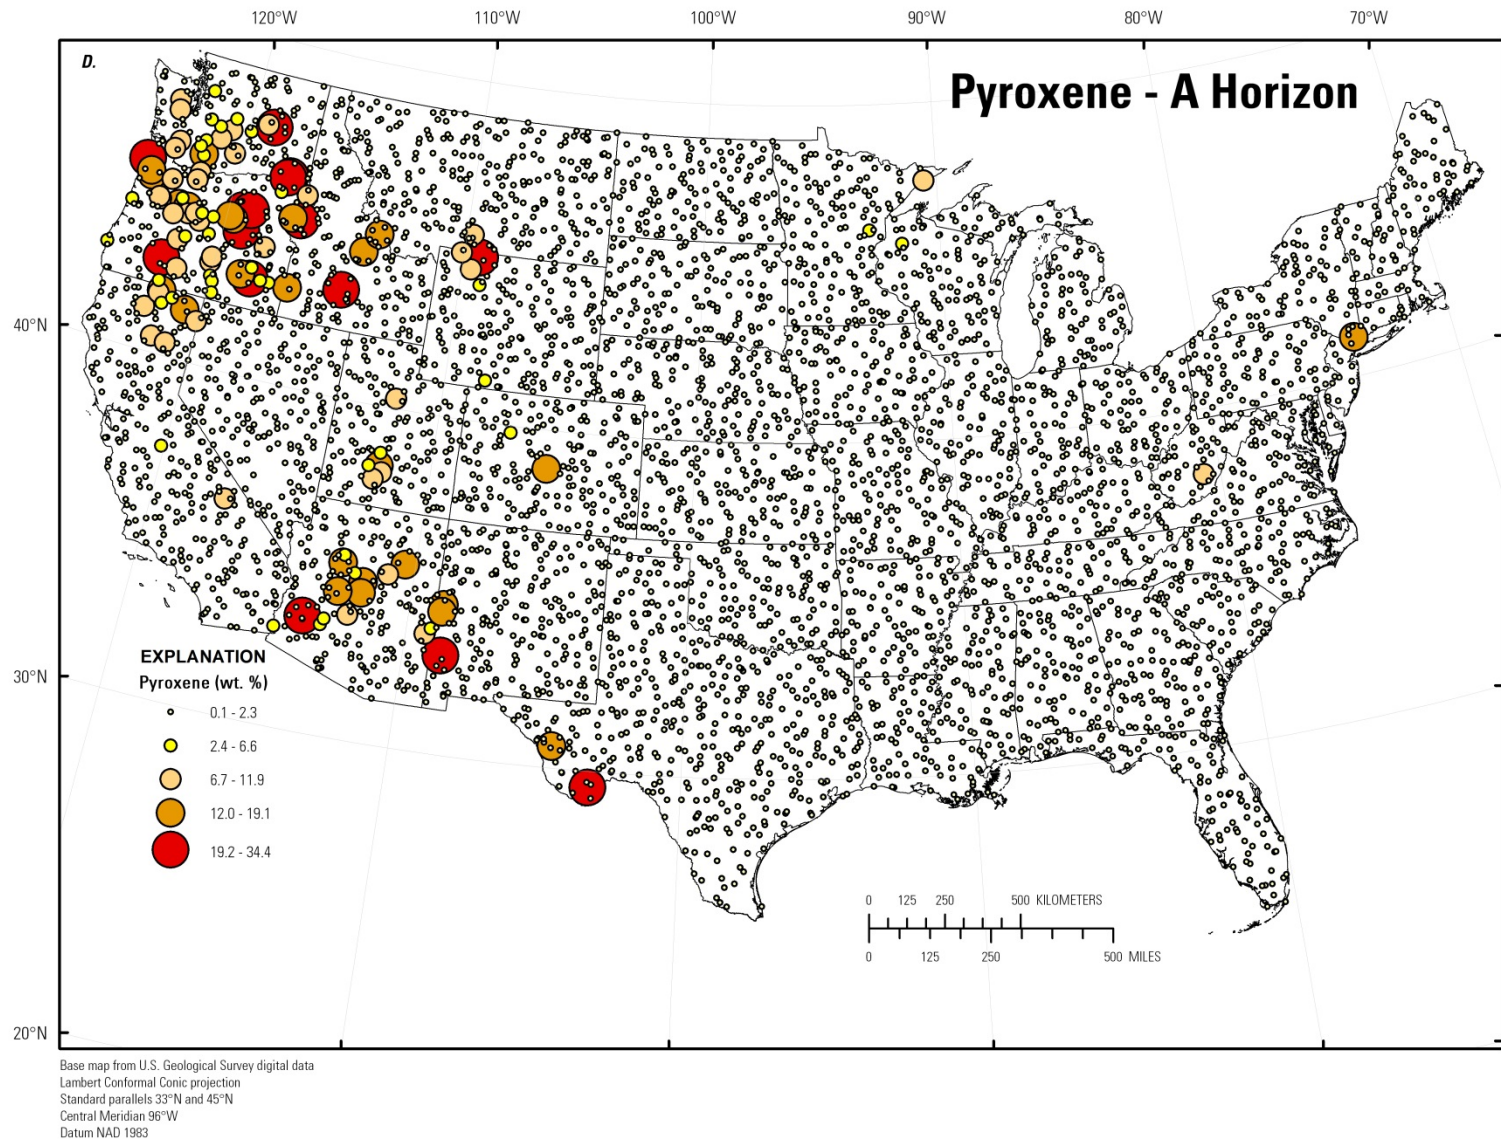 120°W 110°W 100°W 90°W 80°W 70°W
D.
Pyroxene - A Horizon
40°N
30°N
20°N
EXPLANATION
Pyroxene (wt. %)
0.1 - 2.3
2.4 - 6.6
6.7 - 11.9
12.0 - 19.1
19.2 - 34.4
0 125 250 500 KILOMETERS
0 125 250 500 MILES
Base map from U.S. Geological Survey digital data
Lambert Conformal Conic projection
Standard parallels 33°N and 45°N
Central Meridian 96°W
Datum NAD 1983